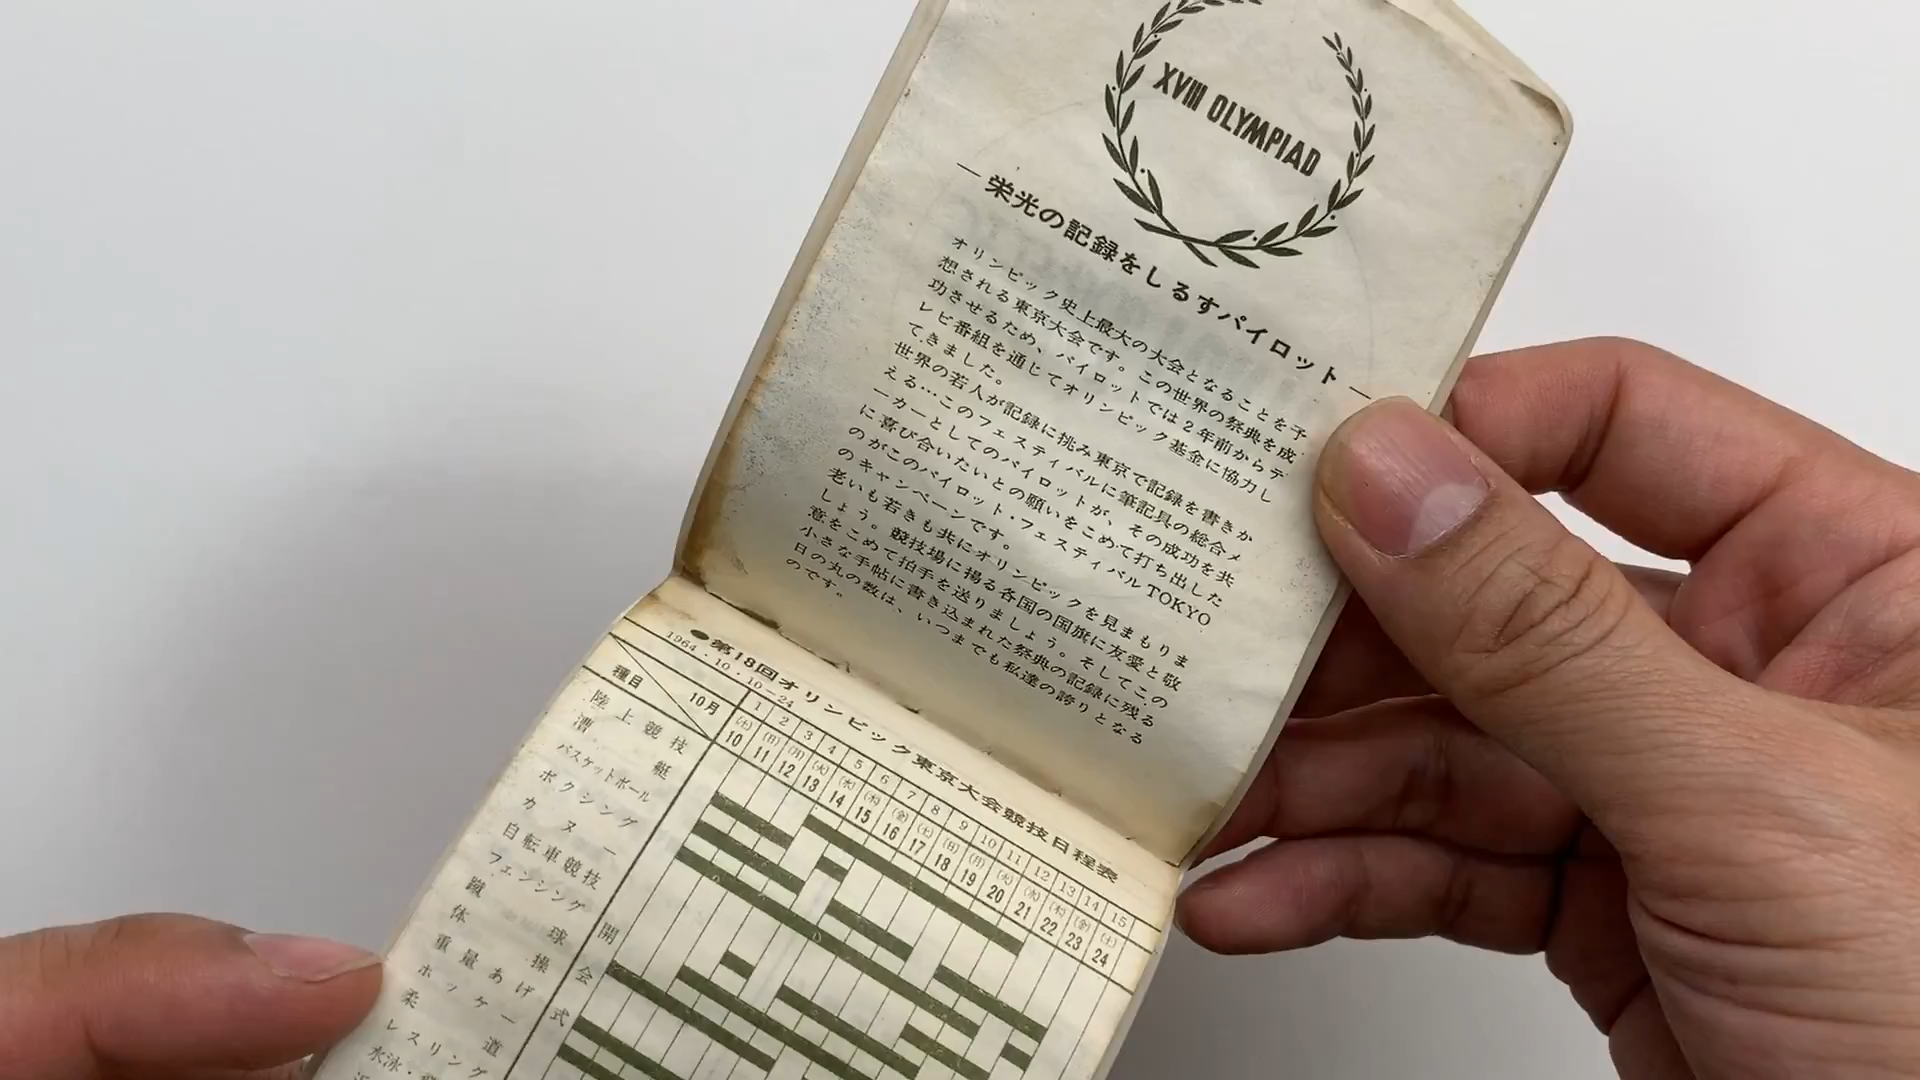 XVIII OLYMPIAD
―栄光の記録をしるすパイロット―
オリンピック史上最大の大会となることを予
想される東京大会です。この世界の祭典を成
功させるため、パイロットでは2年前からテ
レビ番組を通じてオリンピック基金に協力し
てきました。
世界の若人が記録に挑み東京で記録を書きか
える…このフェスティバルに筆記具の総合メ
ーカーとしてのパイロットが、その成功を共
に喜び合いたいとの願いをこめて打ち出した
のがこのパイロット・フェスティバルTOKYO
のキャンペーンです。
老いも若きも共にオリンピックを見まもりま
しょう。競技場に揚る各国の国旗に友愛と敬
意をこめて拍手を送りましょう。そしてこの
小さな手帖に書き込まれた祭典の記録に残る
日の丸の数は、いつまでも私達の誇りとなる
のです。
●第18回オリンピック東京大会競技日程表
1964・10・10―24
1 2 3 4 5 6 7 8 9 10 11 12 13 14 15
種目 10月 (土) (日) (月) (火) (水) (木) (金) (土) (日) (月) (火) (水) (木) (金) (土)
10 11 12 13 14 15 16 17 18 19 20 21 22 23 24
陸上競技
漕艇
バスケットボール
ボクシング
カヌー
自転車競技
フェンシング
蹴球
体操
重量あげ
ホッケー
柔道
レスリング
水泳・
開会式